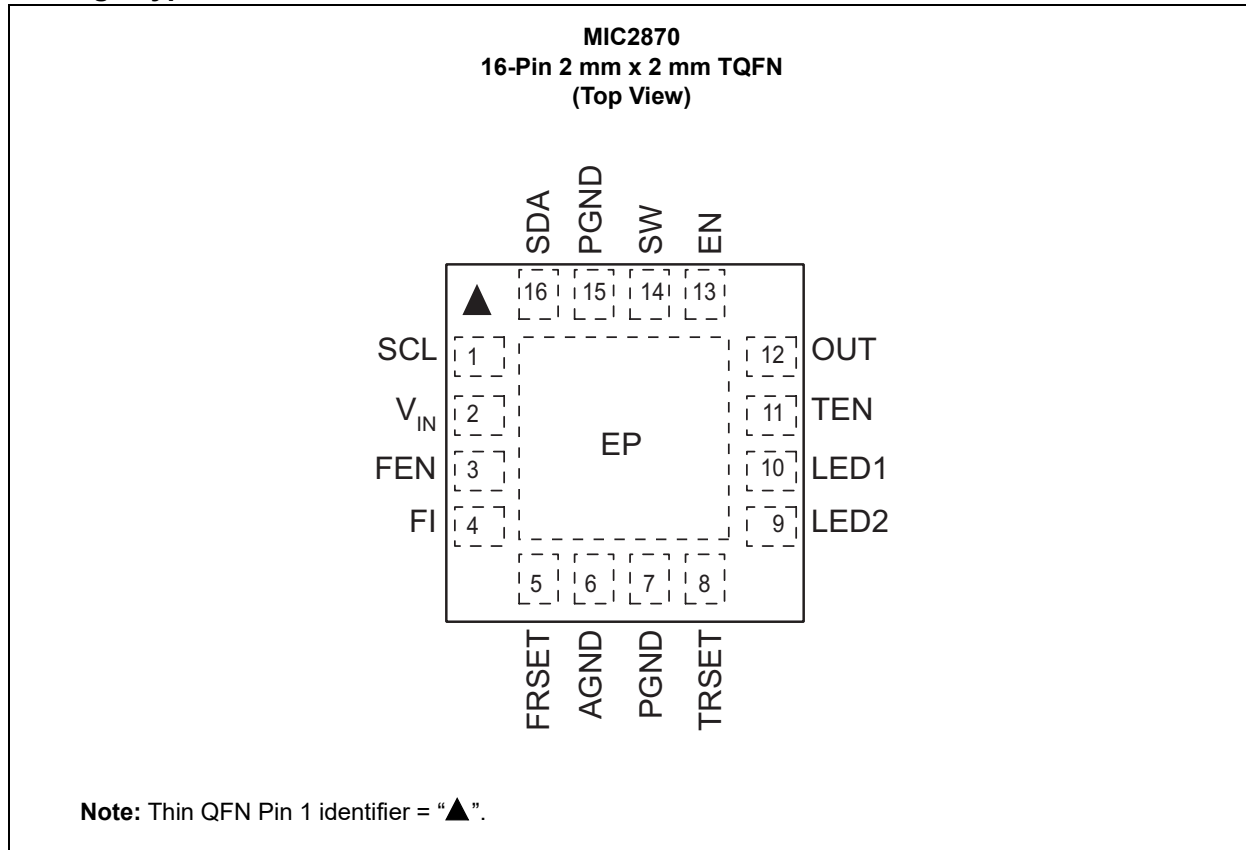 MIC2870
16-Pin 2 mm x 2 mm TQFN
(Top View)
SDA PGND SW EN
16 15 14 13
SCL 1 12 OUT
VIN 2 11 TEN
EP
FEN 3 10 LED1
FI 4 9 LED2
5 6 7 8
FRSET AGND PGND TRSET
Note: Thin QFN Pin 1 identifier = “▲”.